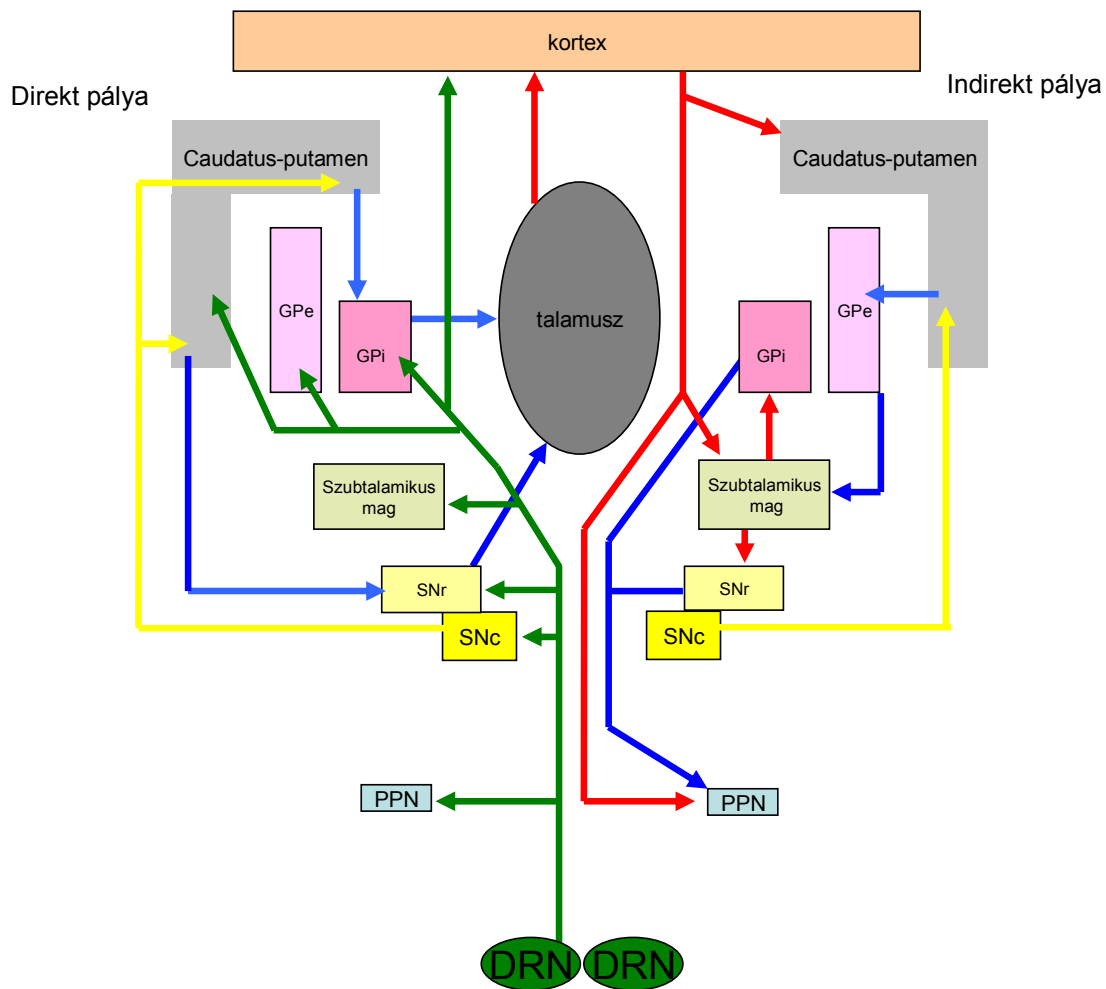 kortex
Direkt pálya
Indirekt pálya
Caudatus-putamen
Caudatus-putamen
GPe
GPi
talamusz
GPi
GPe
Szubtalamikus
mag
Szubtalamikus
mag
SNr
SNc
SNr
SNc
PPN
PPN
DRN
DRN